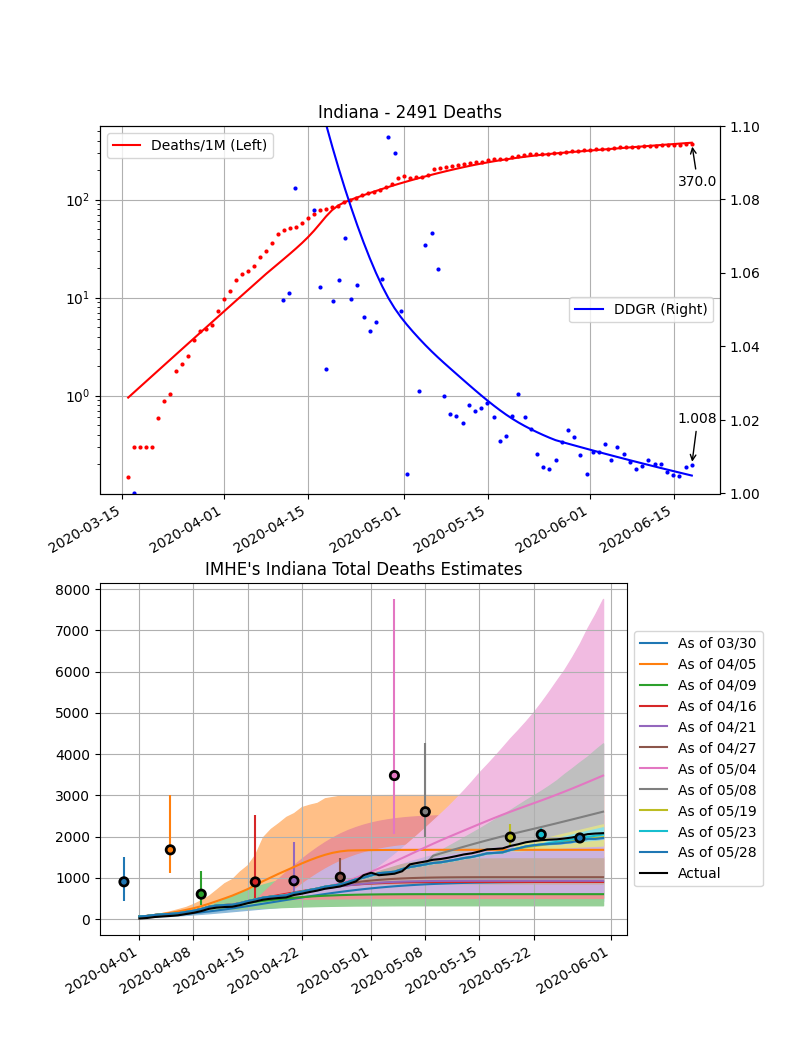 Indiana - 2491 Deaths
Deaths/1M (Left)
DDGR (Right)
370.0
1.008
10²
10¹
10⁰
1.10
1.08
1.06
1.04
1.02
1.00
2020-03-15
2020-04-01
2020-04-15
2020-05-01
2020-05-15
2020-06-01
2020-06-15
IMHE's Indiana Total Deaths Estimates
8000
7000
6000
5000
4000
3000
2000
1000
0
2020-04-01
2020-04-08
2020-04-15
2020-04-22
2020-05-01
2020-05-08
2020-05-15
2020-05-22
2020-06-01
As of 03/30
As of 04/05
As of 04/09
As of 04/16
As of 04/21
As of 04/27
As of 05/04
As of 05/08
As of 05/19
As of 05/23
As of 05/28
Actual